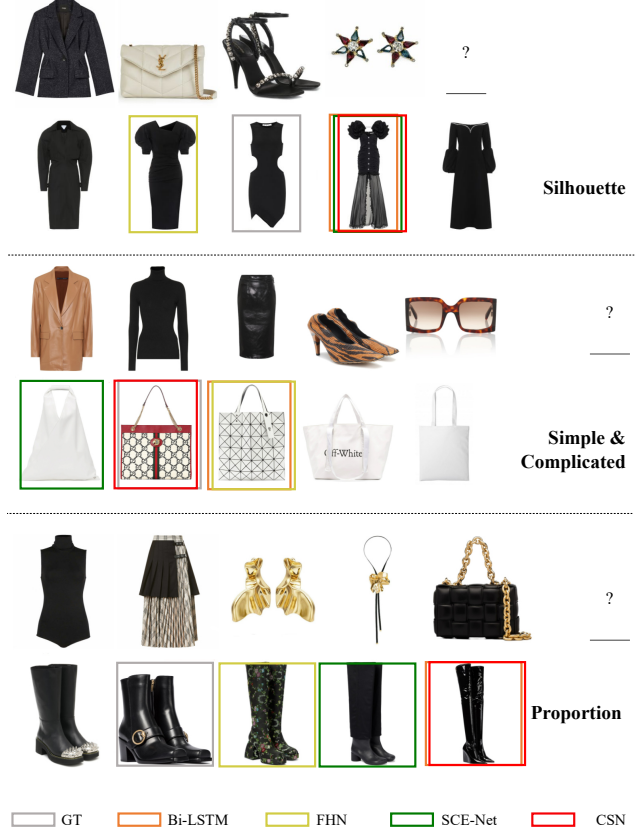 ?
Silhouette
?
Off-White
Simple &
Complicated
?
Proportion
GT
Bi-LSTM
FHN
SCE-Net
CSN